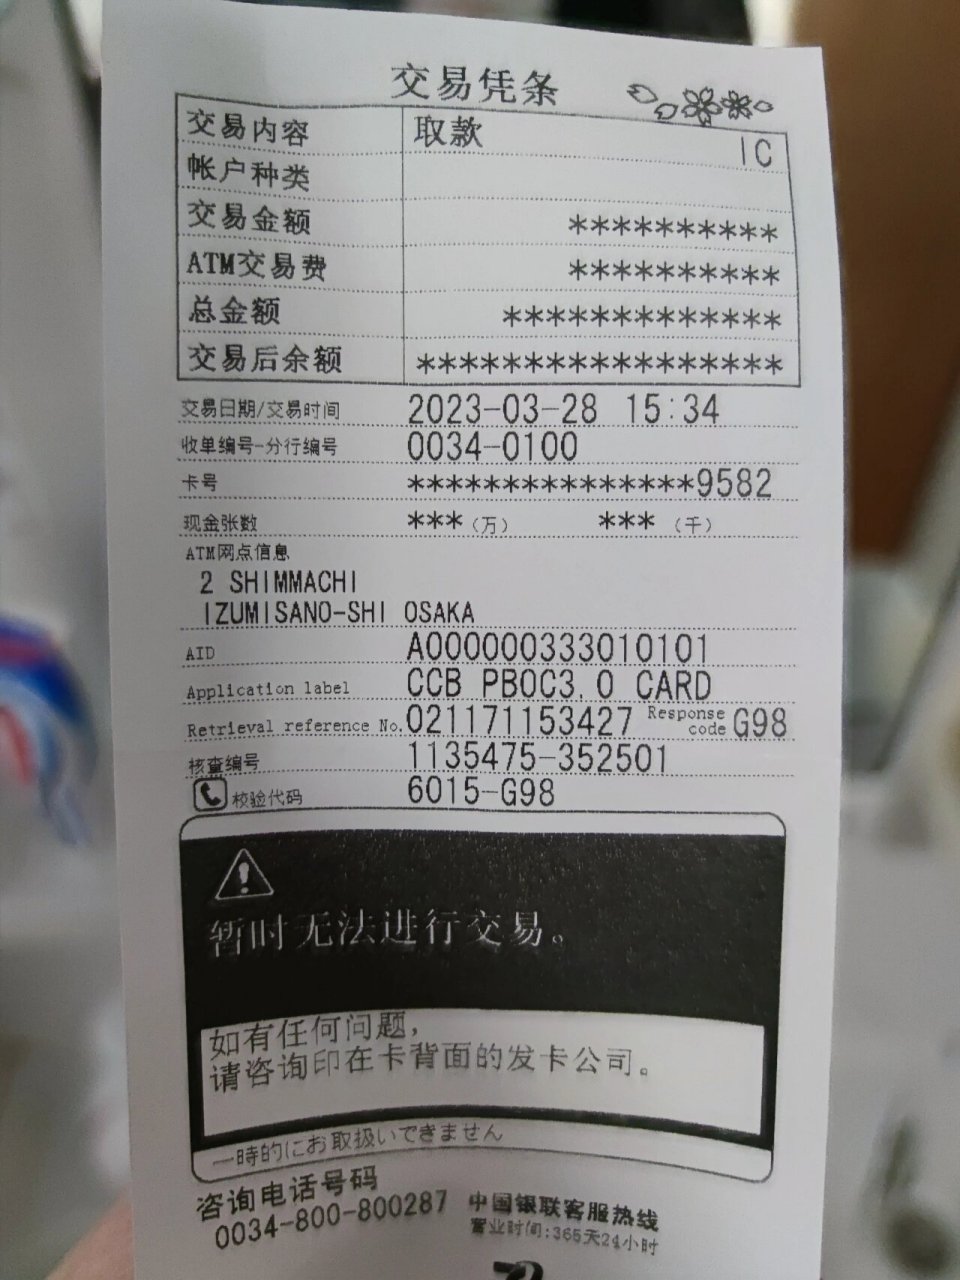 交易凭条
交易内容 取款 IC
帐户种类
交易金额 **********
ATM交易费 **********
总金额 *************
交易后余额 *****************
交易日期/交易时间 2023-03-28 15:34
收单编号-分行编号 0034-0100
卡号 ***************9582
现金张数 ***(万) ***(千)
ATM网点信息
2 SHIMMACHI
IZUMISANO-SHI OSAKA
AID A000000333010101
Application label CCB PBOC3.0 CARD
Retrieval reference No. 021171153427 Response code G98
核查编号 1135475-352501
校验代码 6015-G98
暂时无法进行交易。
如有任何问题,
请咨询印在卡背面的发卡公司。
一時的にお取扱いできません
咨询电话号码
0034-800-800287 中国银联客服热线
营业时间:365天24小时